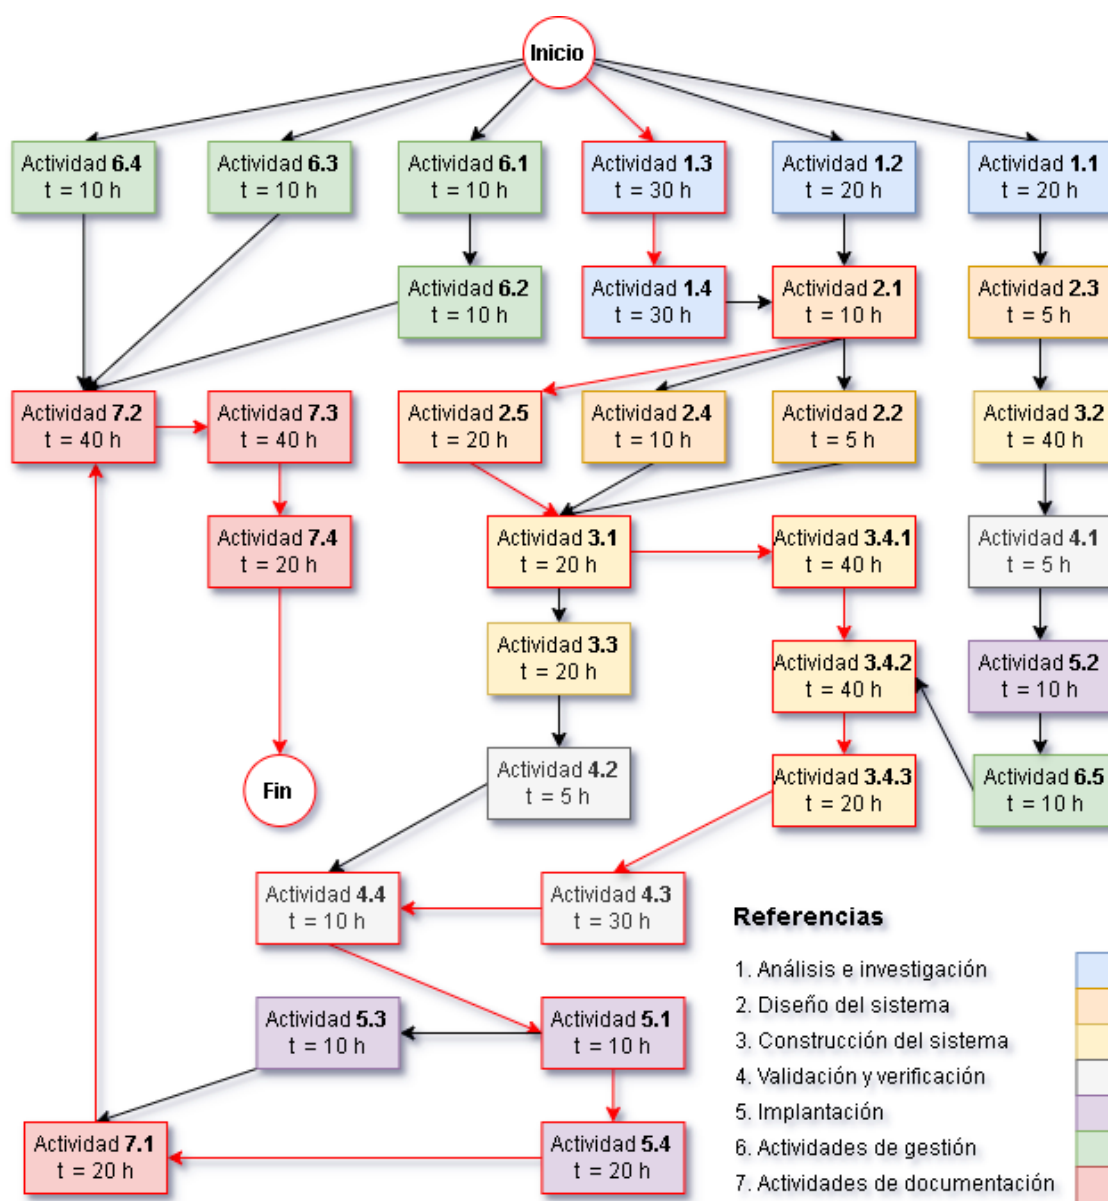 Inicio
Actividad 6.4
t = 10 h
Actividad 6.3
t = 10 h
Actividad 6.1
t = 10 h
Actividad 1.3
t = 30 h
Actividad 1.2
t = 20 h
Actividad 1.1
t = 20 h
Actividad 6.2
t = 10 h
Actividad 1.4
t = 30 h
Actividad 2.1
t = 10 h
Actividad 2.3
t = 5 h
Actividad 7.2
t = 40 h
Actividad 7.3
t = 40 h
Actividad 2.5
t = 20 h
Actividad 2.4
t = 10 h
Actividad 2.2
t = 5 h
Actividad 3.2
t = 40 h
Actividad 7.4
t = 20 h
Actividad 3.1
t = 20 h
Actividad 3.4.1
t = 40 h
Actividad 4.1
t = 5 h
Actividad 3.3
t = 20 h
Actividad 3.4.2
t = 40 h
Actividad 5.2
t = 10 h
Fin
Actividad 4.2
t = 5 h
Actividad 3.4.3
t = 20 h
Actividad 6.5
t = 10 h
Actividad 4.4
t = 10 h
Actividad 4.3
t = 30 h
Actividad 5.3
t = 10 h
Actividad 5.1
t = 10 h
Actividad 7.1
t = 20 h
Actividad 5.4
t = 20 h
Referencias
1. Análisis e investigación
2. Diseño del sistema
3. Construcción del sistema
4. Validación y verificación
5. Implantación
6. Actividades de gestión
7. Actividades de documentación